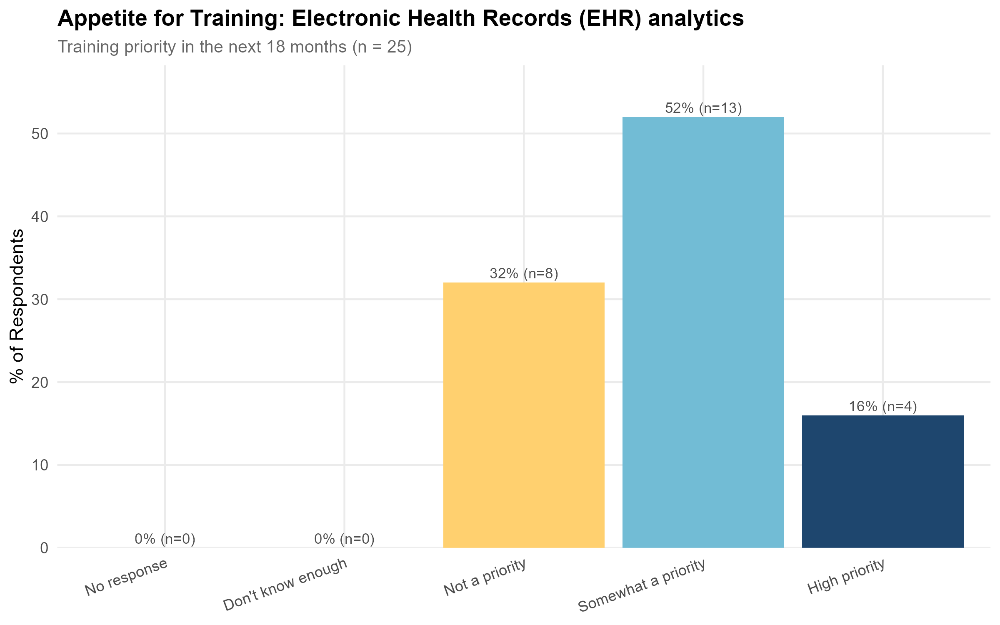 Appetite for Training: Electronic Health Records (EHR) analytics
Training priority in the next 18 months (n = 25)
% of Respondents
50
40
30
20
10
0
0% (n=0)
0% (n=0)
32% (n=8)
52% (n=13)
16% (n=4)
No response
Don't know enough
Not a priority
Somewhat a priority
High priority